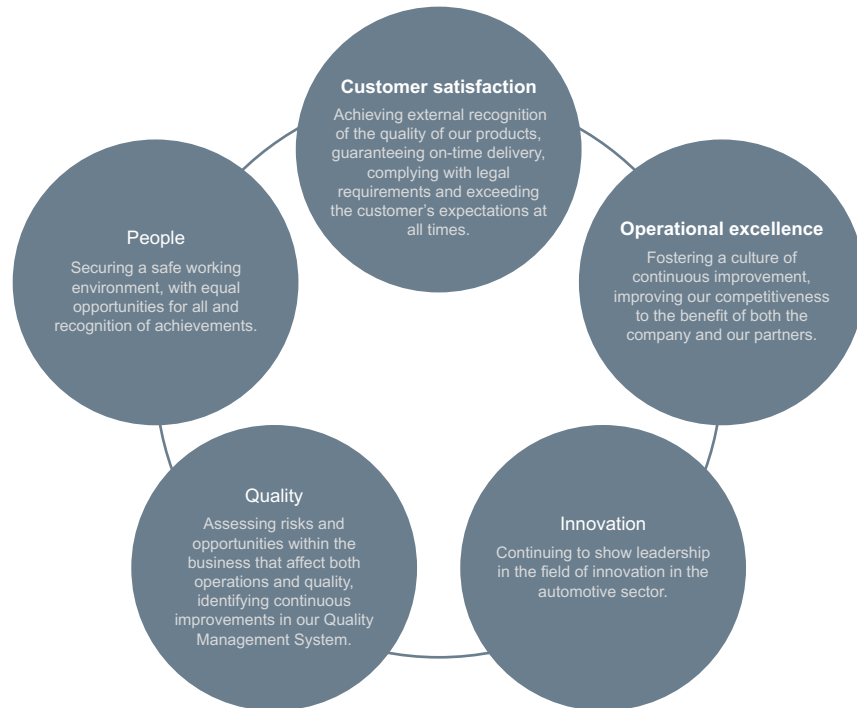 Customer satisfaction
Achieving external recognition
of the quality of our products,
guaranteeing on-time delivery,
complying with legal
requirements and exceeding
the customer’s expectations at
all times.
Operational excellence
Fostering a culture of
continuous improvement,
improving our competitiveness
to the benefit of both the
company and our partners.
Innovation
Continuing to show leadership
in the field of innovation in the
automotive sector.
Quality
Assessing risks and
opportunities within the
business that affect both
operations and quality,
identifying continuous
improvements in our Quality
Management System.
People
Securing a safe working
environment, with equal
opportunities for all and
recognition of achievements.